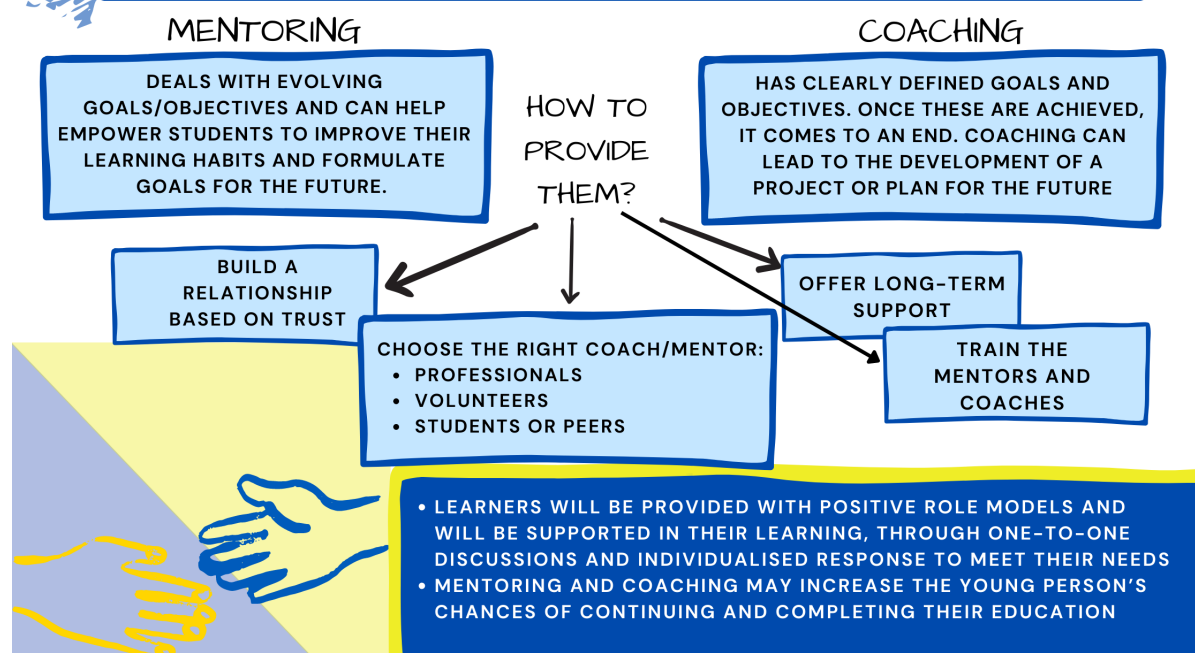 MENTORING
DEALS WITH EVOLVING
GOALS/OBJECTIVES AND CAN HELP
EMPOWER STUDENTS TO IMPROVE THEIR
LEARNING HABITS AND FORMULATE
GOALS FOR THE FUTURE.
COACHING
HAS CLEARLY DEFINED GOALS AND
OBJECTIVES. ONCE THESE ARE ACHIEVED,
IT COMES TO AN END. COACHING CAN
LEAD TO THE DEVELOPMENT OF A
PROJECT OR PLAN FOR THE FUTURE
HOW TO
PROVIDE
THEM?
BUILD A
RELATIONSHIP
BASED ON TRUST
CHOOSE THE RIGHT COACH/MENTOR:
• PROFESSIONALS
• VOLUNTEERS
• STUDENTS OR PEERS
OFFER LONG-TERM
SUPPORT
TRAIN THE
MENTORS AND
COACHES
• LEARNERS WILL BE PROVIDED WITH POSITIVE ROLE MODELS AND
WILL BE SUPPORTED IN THEIR LEARNING, THROUGH ONE-TO-ONE
DISCUSSIONS AND INDIVIDUALISED RESPONSE TO MEET THEIR NEEDS
• MENTORING AND COACHING MAY INCREASE THE YOUNG PERSON'S
CHANCES OF CONTINUING AND COMPLETING THEIR EDUCATION